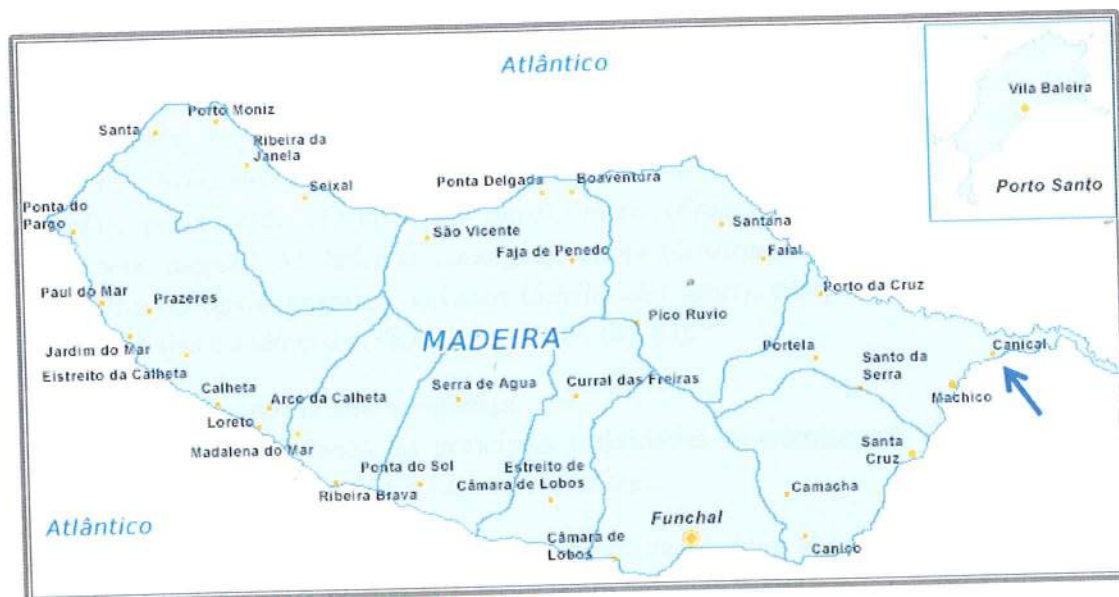 Atlântico
Vila Baleira
Porto Santo
Porto Moniz
Santa
Ribeira da
Janela
Seixal
Ponta Delgada
Boaventura
Ponta do
Pargo
São Vicente
Faja de Penedo
Santana
Faial
Paul do Mar
Prazeres
Porto da Cruz
Pico Ruvio
MADEIRA
Jardim do Mar
Eistreito da Calheta
Portela
Santo da
Serra
Canical
Machico
Calheta
Arco da Calheta
Serra de Agua
Curral das Freiras
Loreto
Madalena do Mar
Ponta do Sol
Ribeira Brava
Estreito de
Câmara de Lobos
Santa
Cruz
Camacha
Atlântico
Funchal
Câmara de
Lobos
Caniço